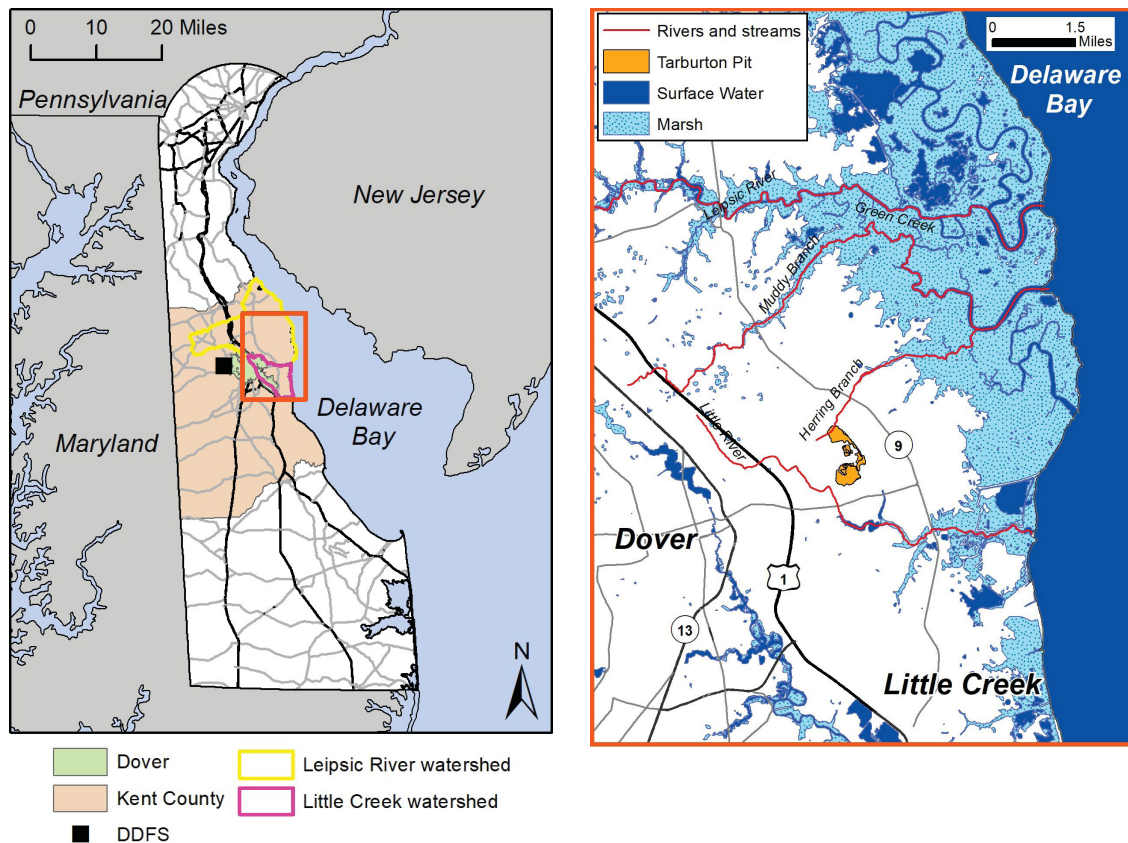 0 10 20 Miles
Pennsylvania
New Jersey
Maryland
Delaware
Bay
N
Dover
Kent County
DDFS
Leipsic River watershed
Little Creek watershed
Rivers and streams
Tarburton Pit
Surface Water
Marsh
0 1.5
Miles
Delaware
Bay
Leipsic River
Green Creek
Muddy Branch
Herring Branch
Little River
9
Dover
1
13
Little Creek